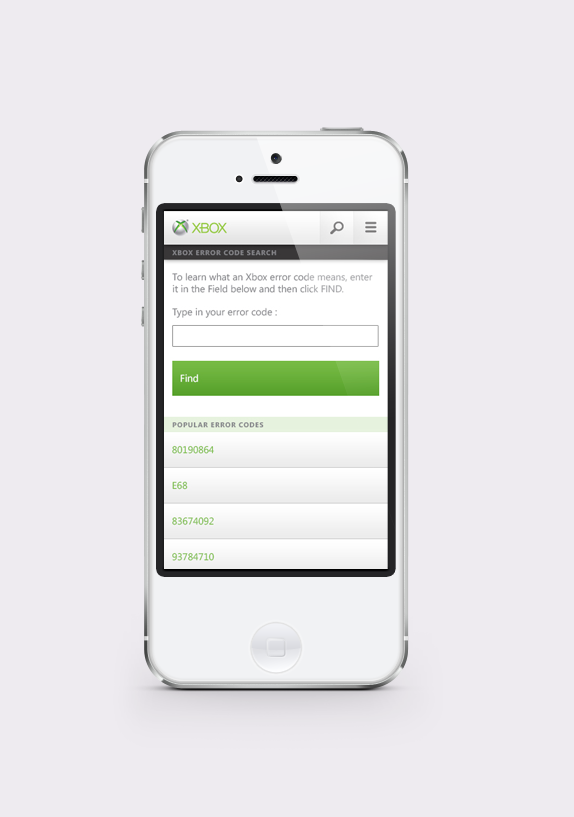 XBOX
XBOX ERROR CODE SEARCH
To learn what an Xbox error code means, enter
it in the Field below and then click FIND.
Type in your error code :
Find
POPULAR ERROR CODES
80190864
E68
83674092
93784710